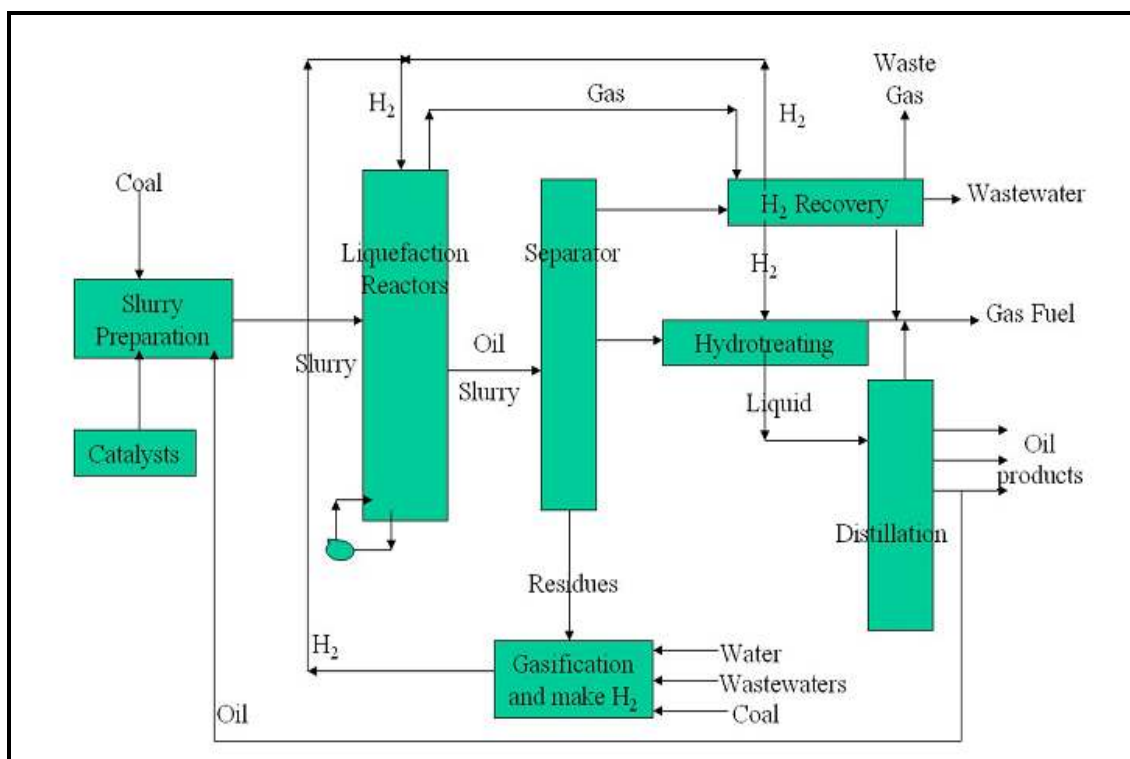 Waste
Gas
Gas
H₂
H₂
Coal
H₂ Recovery
Wastewater
Liquefaction
Reactors
Separator
H₂
Slurry
Preparation
Gas Fuel
Hydrotreating
Oil
Slurry
Slurry
Liquid
Catalysts
Oil
products
Distillation
Residues
H₂
Gasification
and make H₂
Water
Wastewaters
Coal
Oil